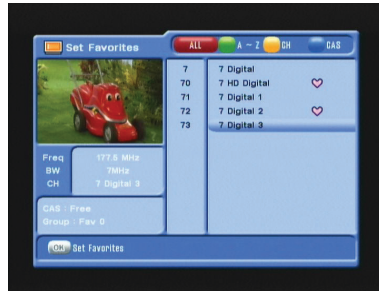 Set Favorites
ALL A ~ Z CH CAS
7 7 Digital
70 7 HD Digital
71 7 Digital 1
72 7 Digital 2
73 7 Digital 3
Freq 177.5 MHz
BW 7MHz
CH 7 Digital 3
CAS : Free
Group : Fav 0
OK Set Favorites